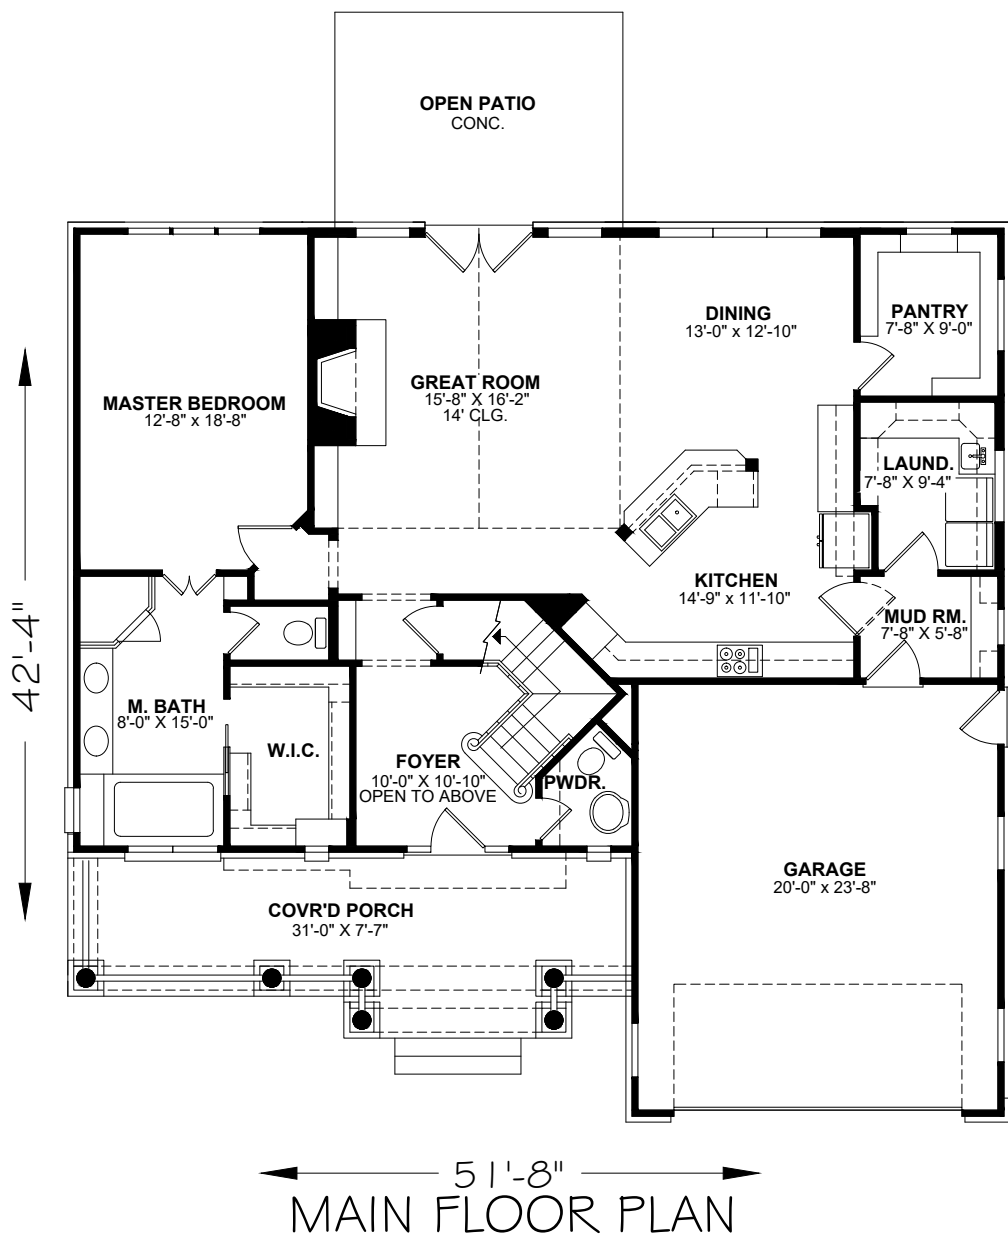 OPEN PATIO
CONC.
DINING
13'-0" x 12'-10"
PANTRY
7'-8" X 9'-0"
GREAT ROOM
15'-8" X 16'-2"
14' CLG.
MASTER BEDROOM
12'-8" x 18'-8"
LAUND.
7'-8" X 9'-4"
KITCHEN
14'-9" x 11'-10"
MUD RM.
7'-8" X 5'-8"
42'-4"
M. BATH
8'-0" X 15'-0"
W.I.C.
FOYER
10'-0" X 10'-10"
OPEN TO ABOVE
PWDR.
GARAGE
20'-0" x 23'-8"
COVR'D PORCH
31'-0" X 7'-7"
51'-8"
MAIN FLOOR PLAN